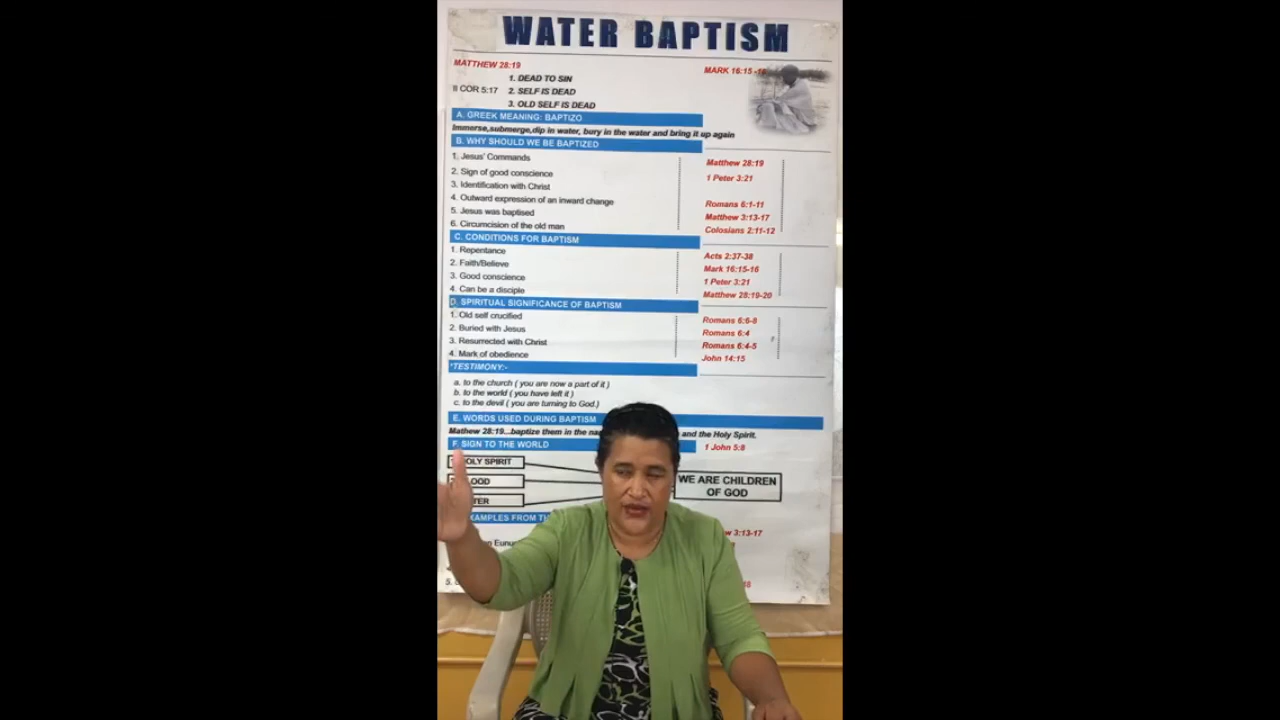 WATER BAPTISM
MATTHEW 28:19
MARK 16:15 -16
1. DEAD TO SIN
II COR 5:17
2. SELF IS DEAD
3. OLD SELF IS DEAD
A. GREEK MEANING: BAPTIZO
Immerse,submerge,dip in water, bury in the water and bring it up again
B. WHY SHOULD WE BE BAPTIZED
1. Jesus' Commands
Matthew 28:19
2. Sign of good conscience
1 Peter 3:21
3. Identification with Christ
4. Outward expression of an inward change
Romans 6:1-11
5. Jesus was baptised
Matthew 3:13-17
6. Circumcision of the old man
Colosians 2:11-12
C. CONDITIONS FOR BAPTISM
1. Repentance
Acts 2:37-38
2. Faith/Believe
Mark 16:15-16
3. Good conscience
1 Peter 3:21
4. Can be a disciple
Matthew 28:19-20
D. SPIRITUAL SIGNIFICANCE OF BAPTISM
1. Old self crucified
Romans 6:6-8
2. Buried with Jesus
Romans 6:4
3. Resurrected with Christ
Romans 6:4-5
4. Mark of obedience
John 14:15
*TESTIMONY:-
a. to the church ( you are now a part of it )
b. to the world ( you have left it )
c. to the devil ( you are turning to God.)
E. WORDS USED DURING BAPTISM
Mathew 28:19...baptize them in the and the Holy Spirit.
F. SIGN TO THE WORLD
1 John 5:8
HOLY SPIRIT
WE ARE CHILDREN
OF GOD
3:13-17